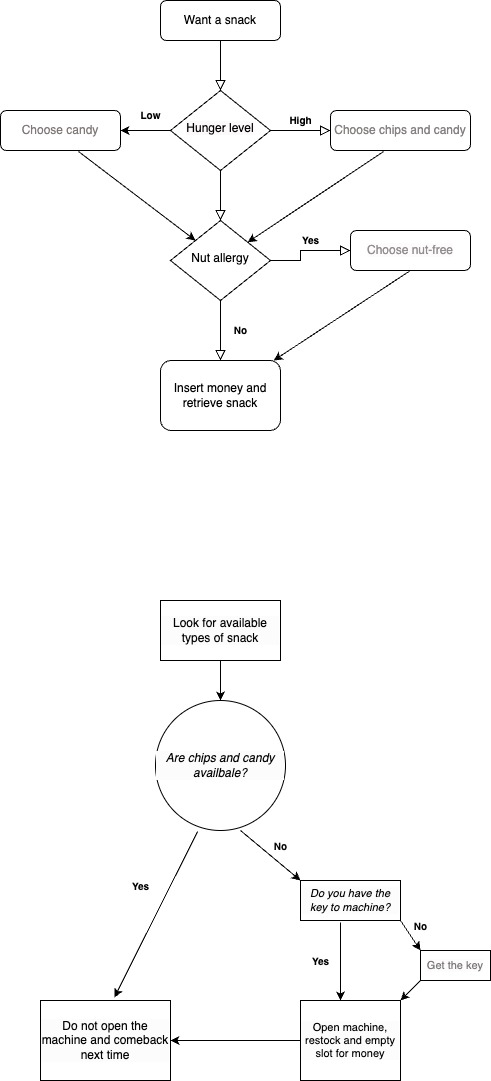 Want a snack
Low
Hunger level
High
Choose candy
Choose chips and candy
Nut allergy
Yes
Choose nut-free
No
Insert money and
retrieve snack
Look for available
types of snack
Are chips and candy
availbale?
No
Yes
Do you have the
key to machine?
No
Yes
Get the key
Do not open the
machine and comeback
next time
Open machine,
restock and empty
slot for money